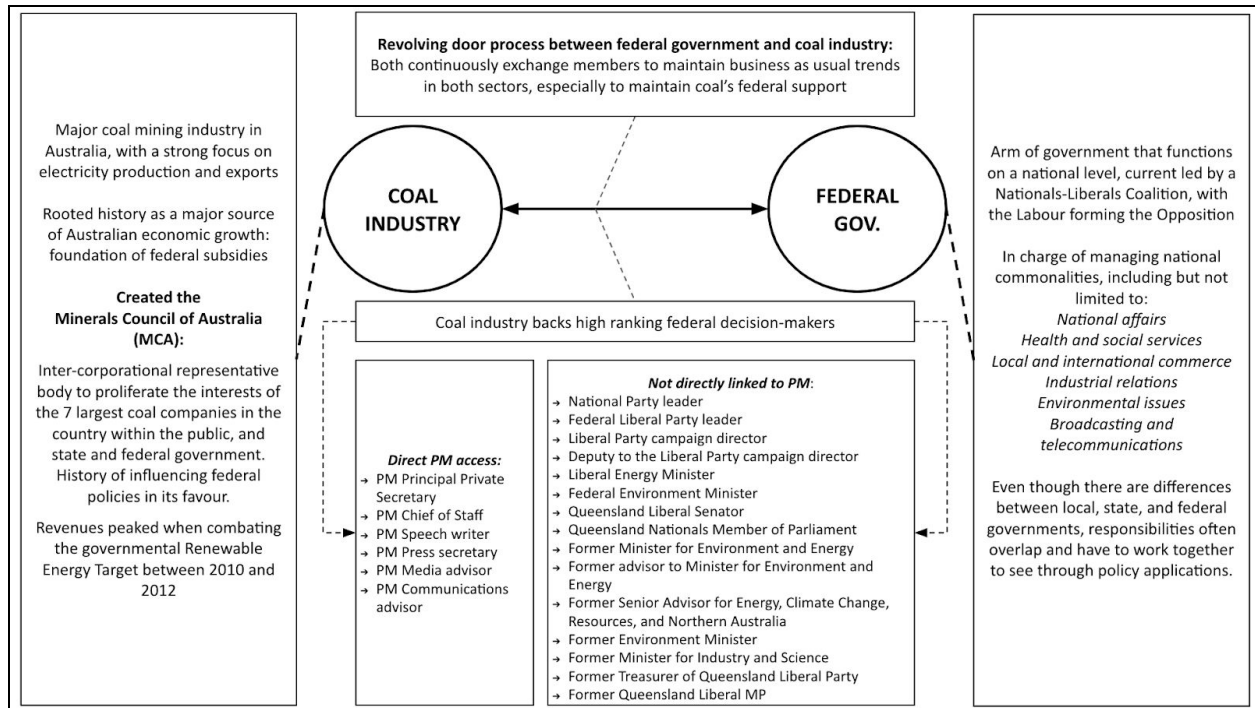 Revolving door process between federal government and coal industry:
Both continuously exchange members to maintain business as usual trends
in both sectors, especially to maintain coal's federal support
Major coal mining industry in
Australia, with a strong focus on
electricity production and exports
Rooted history as a major source
of Australian economic growth:
foundation of federal subsidies
Created the
Minerals Council of Australia
(MCA):
Inter-corporational representative
body to proliferate the interests of
the 7 largest coal companies in the
country within the public, and
state and federal government.
History of influencing federal
policies in its favour.
Revenues peaked when combating
the governmental Renewable
Energy Target between 2010 and
2012
COAL
INDUSTRY
FEDERAL
GOV.
Coal industry backs high ranking federal decision-makers
Direct PM access:
→ PM Principal Private
Secretary
→ PM Chief of Staff
→ PM Speech writer
→ PM Press secretary
→ PM Media advisor
→ PM Communications
advisor
Not directly linked to PM:
→ National Party leader
→ Federal Liberal Party leader
→ Liberal Party campaign director
→ Deputy to the Liberal Party campaign director
→ Liberal Energy Minister
→ Federal Environment Minister
→ Queensland Liberal Senator
→ Queensland Nationals Member of Parliament
→ Former Minister for Environment and Energy
→ Former advisor to Minister for Environment and
Energy
→ Former Senior Advisor for Energy, Climate Change,
Resources, and Northern Australia
→ Former Environment Minister
→ Former Minister for Industry and Science
→ Former Treasurer of Queensland Liberal Party
→ Former Queensland Liberal MP
Arm of government that functions
on a national level, current led by a
Nationals-Liberals Coalition, with
the Labour forming the Opposition
In charge of managing national
commonalities, including but not
limited to:
National affairs
Health and social services
Local and international commerce
Industrial relations
Environmental issues
Broadcasting and
telecommunications
Even though there are differences
between local, state, and federal
governments, responsibilities often
overlap and have to work together
to see through policy applications.